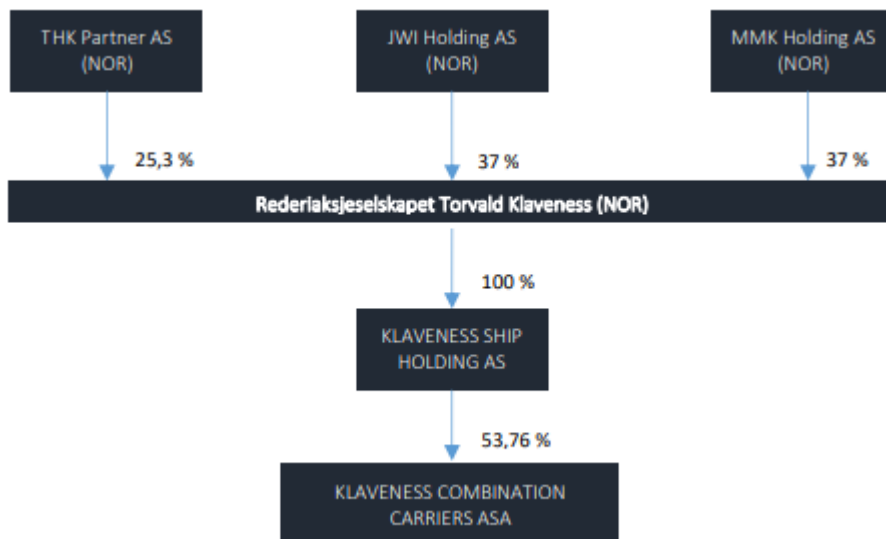 THK Partner AS
(NOR)
JWI Holding AS
(NOR)
MMK Holding AS
(NOR)
25,3 %
37 %
37 %
Rederiaksjeselskapet Torvald Klaveness (NOR)
100 %
KLAVENESS SHIP
HOLDING AS
53,76 %
KLAVENESS COMBINATION
CARRIERS ASA